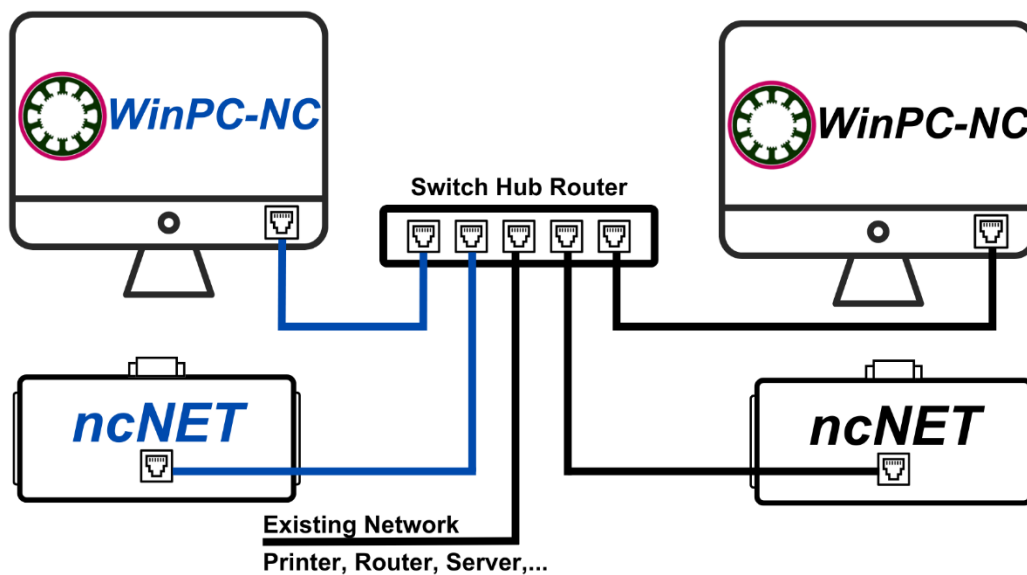 WinPC-NC
WinPC-NC
Switch Hub Router
ncNET
ncNET
Existing Network
Printer, Router, Server,...